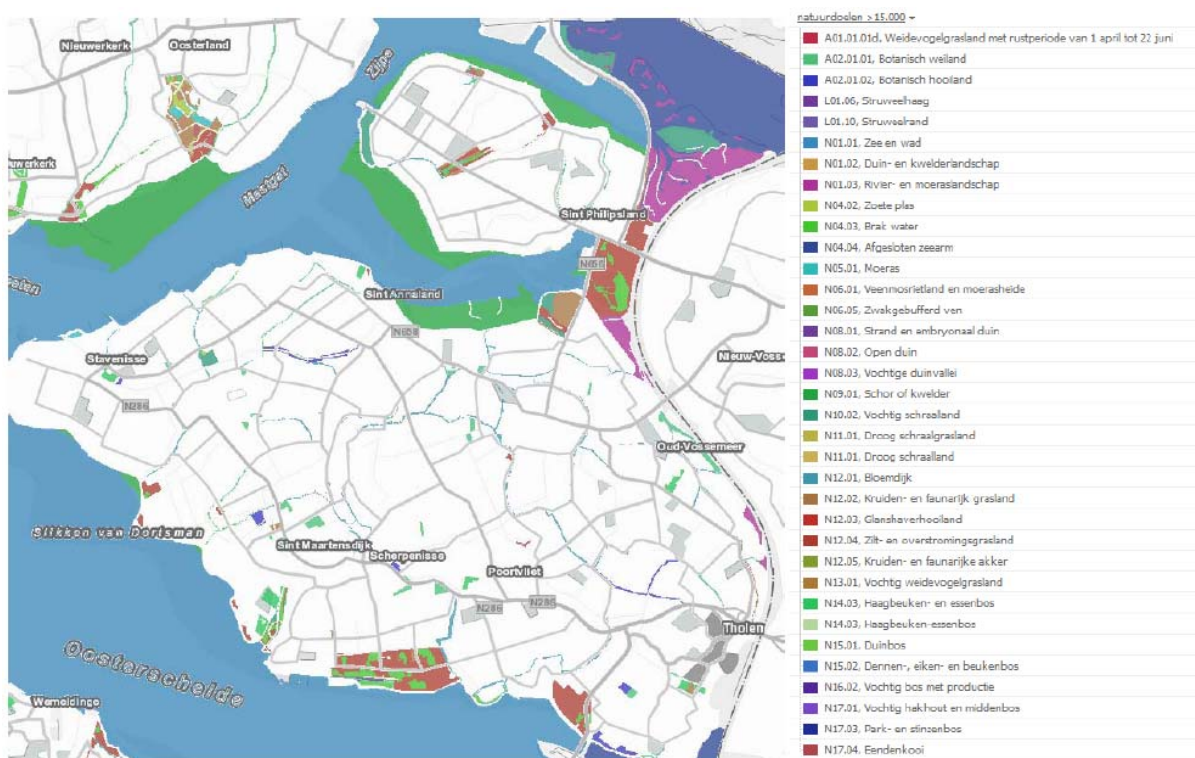 Nieuwerkerk
Oosterland
Zijpe
uwerkerk
Mastgat
Sint Philipsland
N656
Sint Annaland
N658
Stavenisse
Nieuw-Vosse
N286
Oud-Vossemeer
Slikken van Dortsman
Sint Maartensdijk
Scherpenisse
Poortvliet
N286
N286
Tholen
Oosterschelde
Wemeldinge
natuurdoelen >15.000
A01.01.01d, Weidevogelgrasland met rustperiode van 1 april tot 22 juni
A02.01.01, Botanisch weiland
A02.01.02, Botanisch hooiland
L01.06, Struweelhaag
L01.10, Struweelrand
N01.01, Zee en wad
N01.02, Duin- en kwelderlandschap
N01.03, Rivier- en moeraslandschap
N04.02, Zoete plas
N04.03, Brak water
N04.04, Afgesloten zeearm
N05.01, Moeras
N06.01, Veenmosrietland en moerasheide
N06.05, Zwakgebufferd ven
N08.01, Strand en embryonaal duin
N08.02, Open duin
N08.03, Vochtige duinvallei
N09.01, Schor of kwelder
N10.02, Vochtig schraalland
N11.01, Droog schraalgrasland
N11.01, Droog schraalland
N12.01, Bloemdijk
N12.02, Kruiden- en faunarijk grasland
N12.03, Glanshaverhooiland
N12.04, Zilt- en overstromingsgrasland
N12.05, Kruiden- en faunarijke akker
N13.01, Vochtig weidevogelgrasland
N14.03, Haagbeuken- en essenbos
N14.03, Haagbeuken-essenbos
N15.01, Duinbos
N15.02, Dennen-, eiken- en beukenbos
N16.02, Vochtig bos met productie
N17.01, Vochtig hakhout en middenbos
N17.03, Park- en stinsenbos
N17.04, Eendenkooi